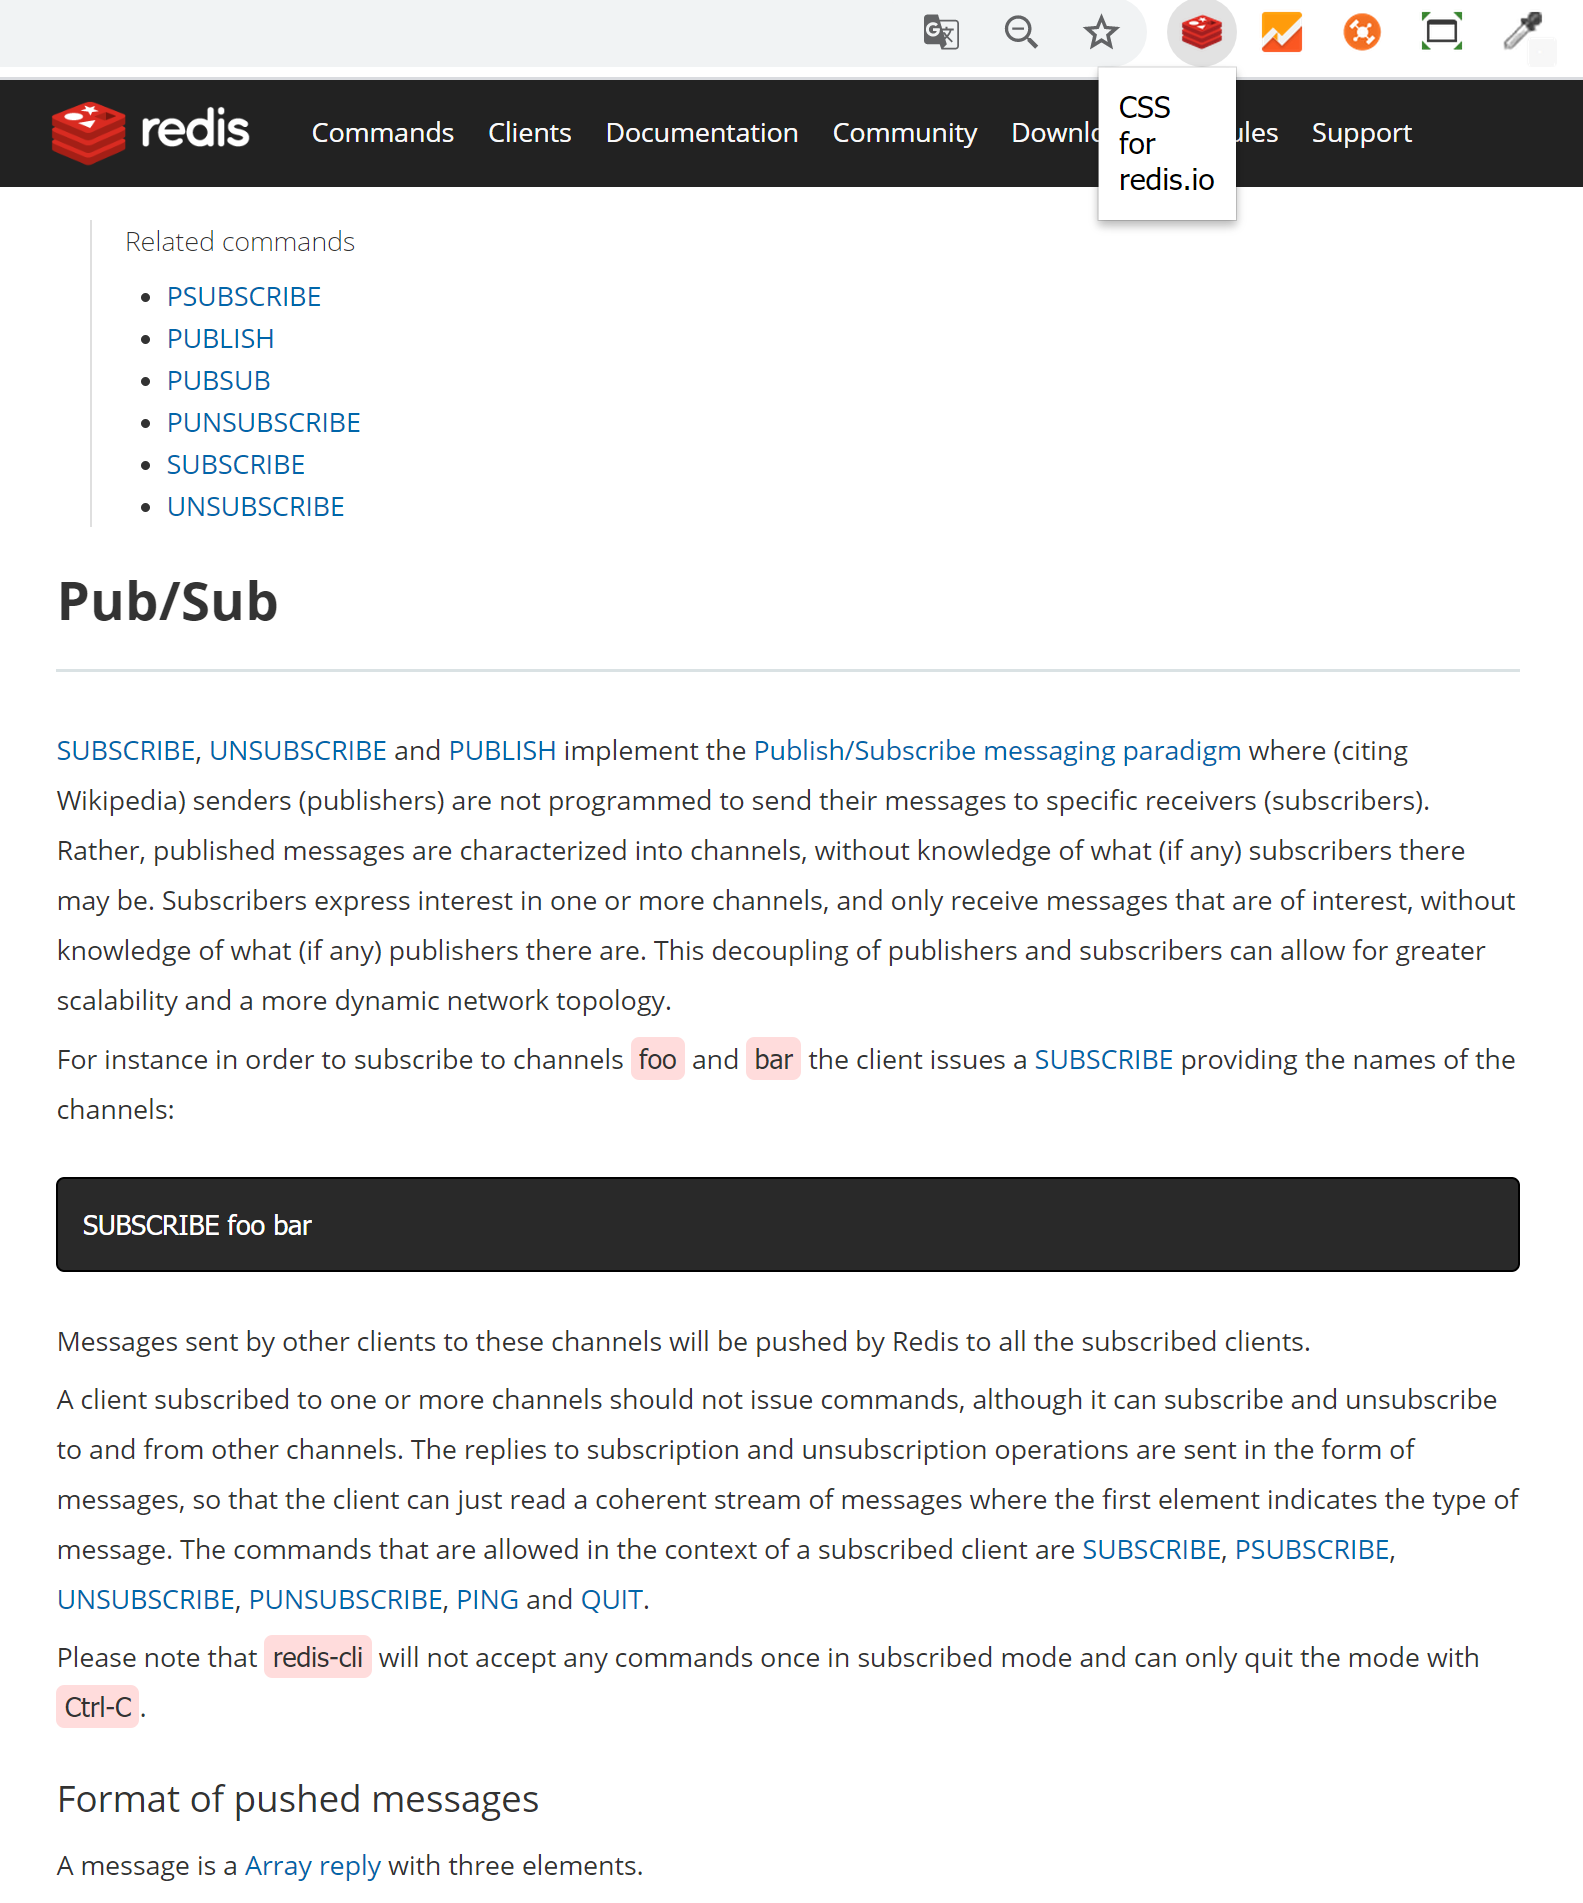 CSS
for
redis.io
redis Commands Clients Documentation Community Downlo ules Support
Related commands
PSUBSCRIBE
PUBLISH
PUBSUB
PUNSUBSCRIBE
SUBSCRIBE
UNSUBSCRIBE
Pub/Sub
SUBSCRIBE, UNSUBSCRIBE and PUBLISH implement the Publish/Subscribe messaging paradigm where (citing
Wikipedia) senders (publishers) are not programmed to send their messages to specific receivers (subscribers).
Rather, published messages are characterized into channels, without knowledge of what (if any) subscribers there
may be. Subscribers express interest in one or more channels, and only receive messages that are of interest, without
knowledge of what (if any) publishers there are. This decoupling of publishers and subscribers can allow for greater
scalability and a more dynamic network topology.
For instance in order to subscribe to channels foo and bar the client issues a SUBSCRIBE providing the names of the
channels:
SUBSCRIBE foo bar
Messages sent by other clients to these channels will be pushed by Redis to all the subscribed clients.
A client subscribed to one or more channels should not issue commands, although it can subscribe and unsubscribe
to and from other channels. The replies to subscription and unsubscription operations are sent in the form of
messages, so that the client can just read a coherent stream of messages where the first element indicates the type of
message. The commands that are allowed in the context of a subscribed client are SUBSCRIBE, PSUBSCRIBE,
UNSUBSCRIBE, PUNSUBSCRIBE, PING and QUIT.
Please note that redis-cli will not accept any commands once in subscribed mode and can only quit the mode with
Ctrl-C .
Format of pushed messages
A message is a Array reply with three elements.